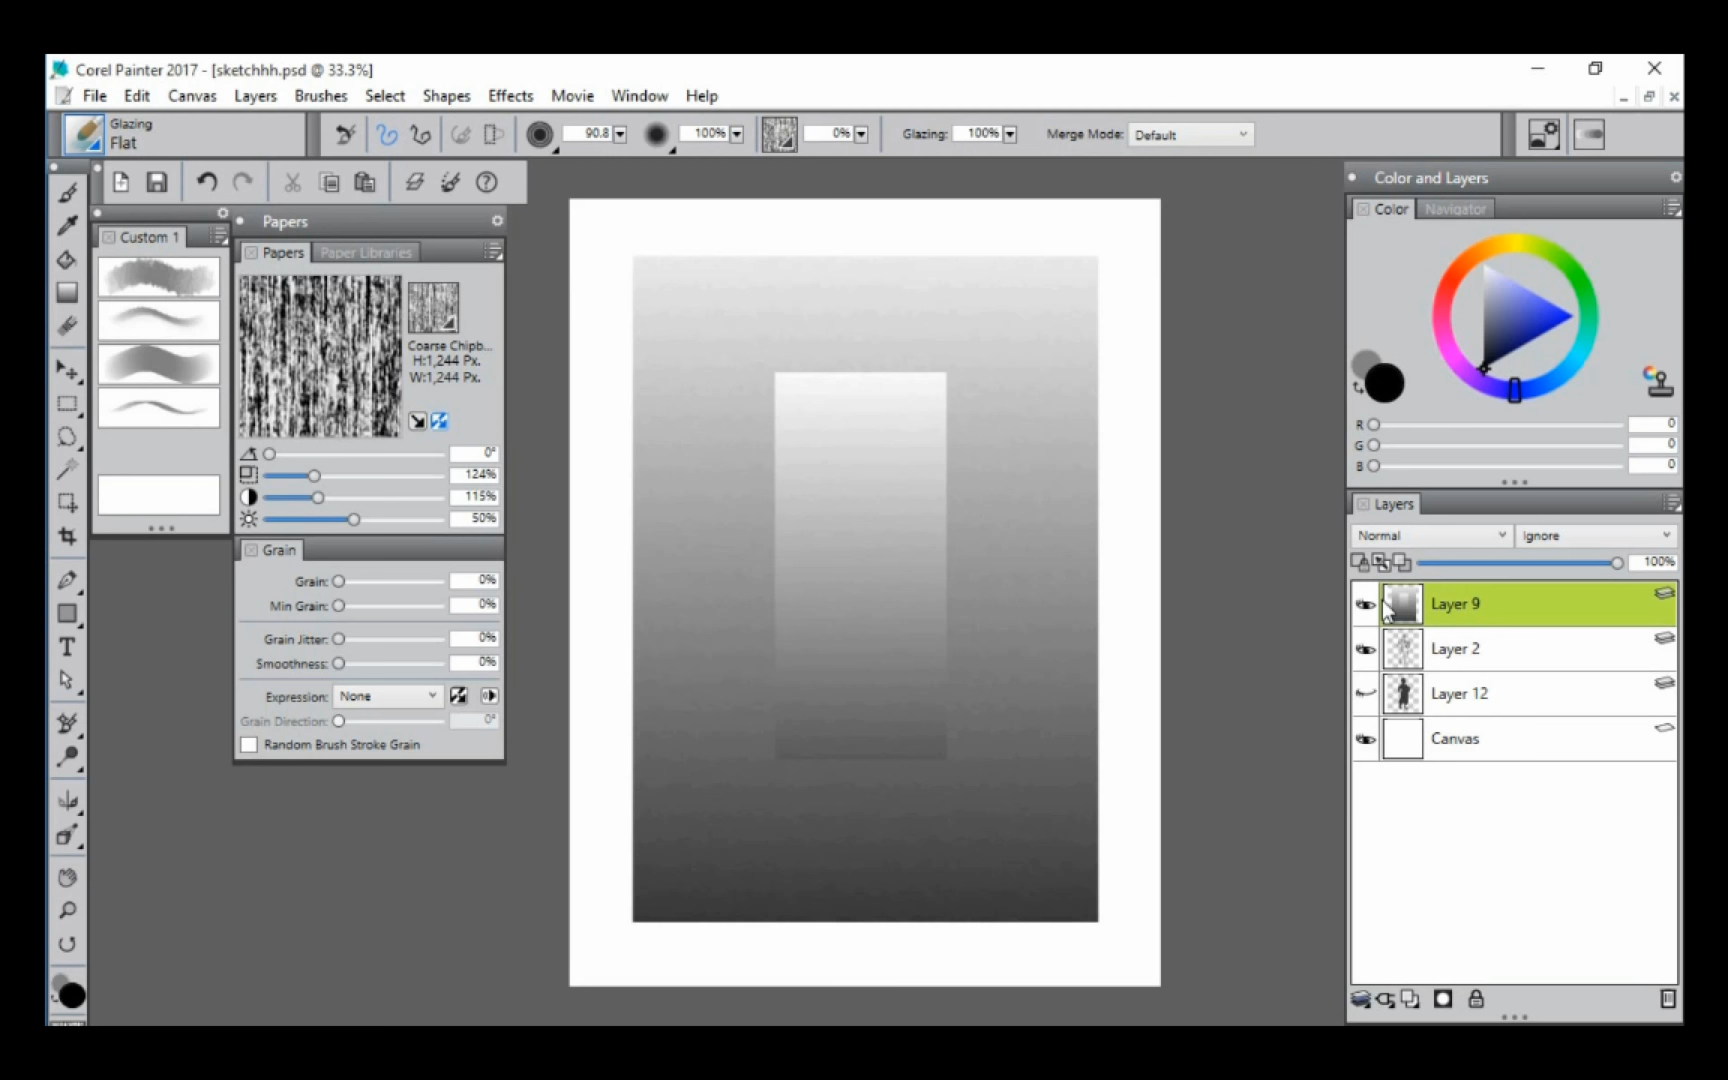 Corel Painter 2017 - [sketchhh.psd @ 33.3%]
File Edit Canvas Layers Brushes Select Shapes Effects Movie Window Help
Glazing
Flat
90.8
100%
0%
Glazing: 100%
Merge Mode: Default
Custom 1
Papers
Papers
Paper Libraries
Coarse Chipb...
H:1,244 Px.
W:1,244 Px.
0°
124%
115%
50%
Grain
Grain: 0%
Min Grain: 0%
Grain Jitter: 0%
Smoothness: 0%
Expression: None
Grain Direction: 0°
Random Brush Stroke Grain
T
Color and Layers
Color
Navigator
R 0
G 0
B 0
Layers
Normal
Ignore
100%
Layer 9
Layer 2
Layer 12
Canvas